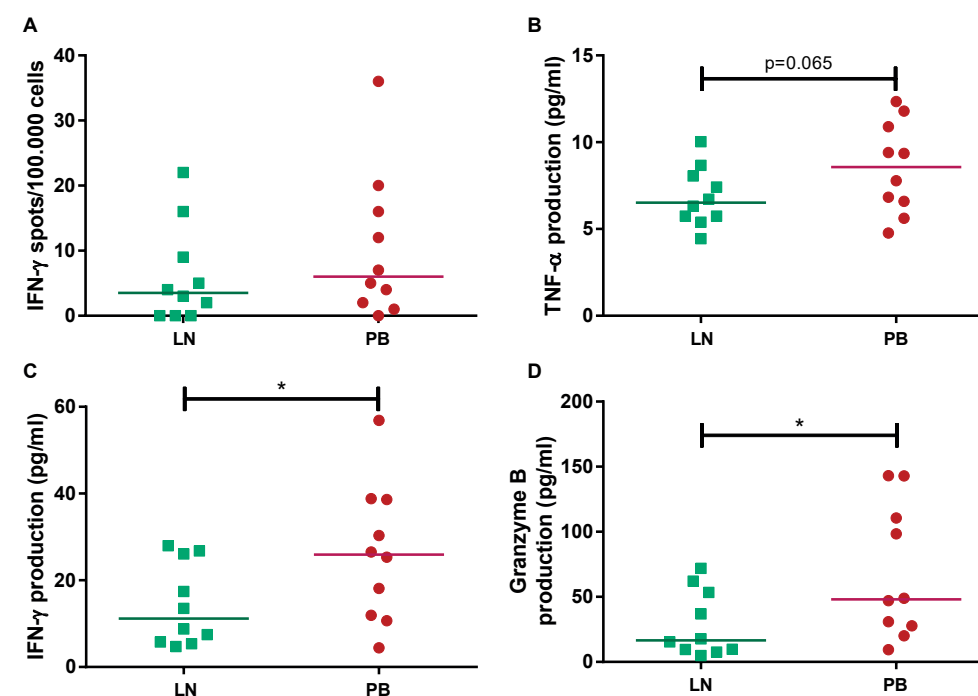 A
IFN-γ spots/100.000 cells
40
30
20
10
0
LN
PB
B
TNF-α production (pg/ml)
15
10
5
0
p=0.065
LN
PB
C
IFN-γ production (pg/ml)
60
40
20
0
*
LN
PB
D
Granzyme B
production (pg/ml)
200
150
100
50
0
*
LN
PB